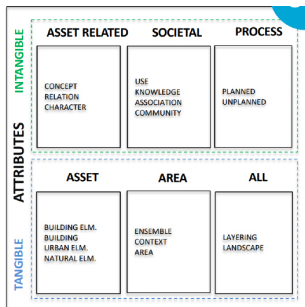 ATTRIBUTES
INTANGIBLE
ASSET RELATED
CONCEPT
RELATION
CHARACTER
SOCIETAL
USE
KNOWLEDGE
ASSOCIATION
COMMUNITY
PROCESS
PLANNED
UNPLANNED
TANGIBLE
ASSET
BUILDING ELM.
BUILDING
URBAN ELM.
NATURAL ELM.
AREA
ENSEMBLE
CONTEXT
AREA
ALL
LAYERING
LANDSCAPE